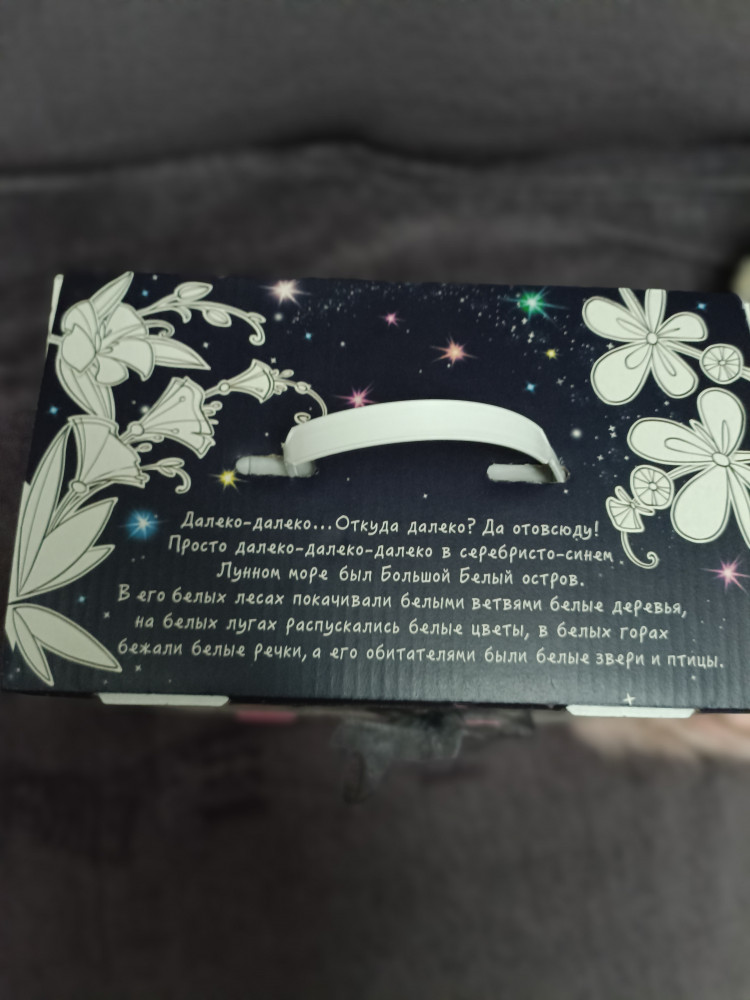 Далеко-далеко...Откуда далеко? Да отовсюду!
Просто далеко-далеко-далеко в серебристо-синем
Лунном море был Большой Белый остров.
В его белых лесах покачивали белыми ветвями белые деревья,
на белых лугах распускались белые цветы, в белых горах
бежали белые речки, а его обитателями были белые звери и птицы.